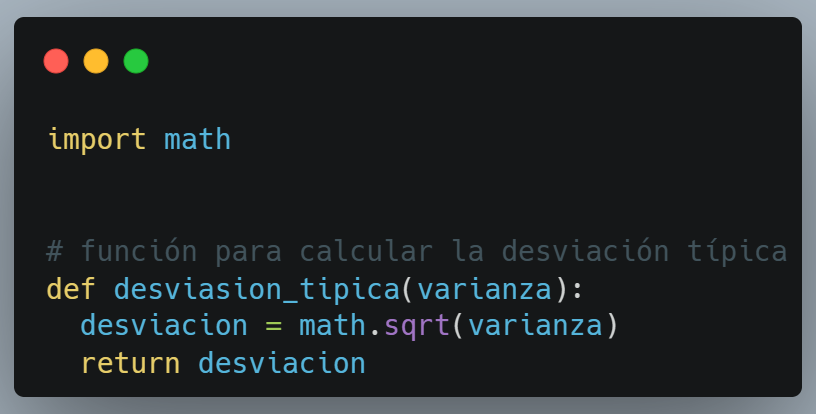 import math
# función para calcular la desviación típica
def desviasion_tipica(varianza):
  desviacion = math.sqrt(varianza)
  return desviacion